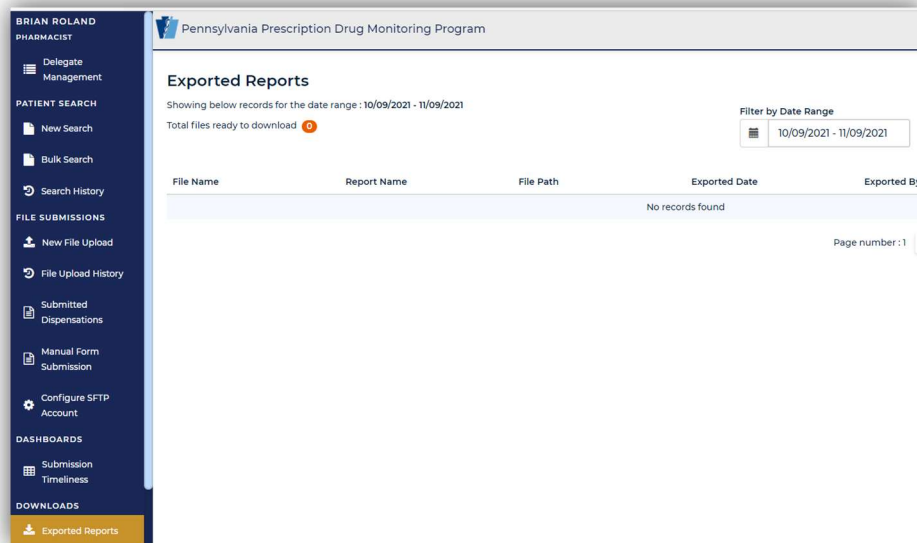 BRIAN ROLAND
PHARMACIST
Delegate
Management
PATIENT SEARCH
New Search
Bulk Search
Search History
FILE SUBMISSIONS
New File Upload
File Upload History
Submitted
Dispensations
Manual Form
Submission
Configure SFTP
Account
DASHBOARDS
Submission
Timeliness
DOWNLOADS
Exported Reports
Pennsylvania Prescription Drug Monitoring Program
Exported Reports
Showing below records for the date range : 10/09/2021 - 11/09/2021
Total files ready to download 0
Filter by Date Range
10/09/2021 - 11/09/2021
File Name Report Name File Path Exported Date Exported By
No records found
Page number : 1